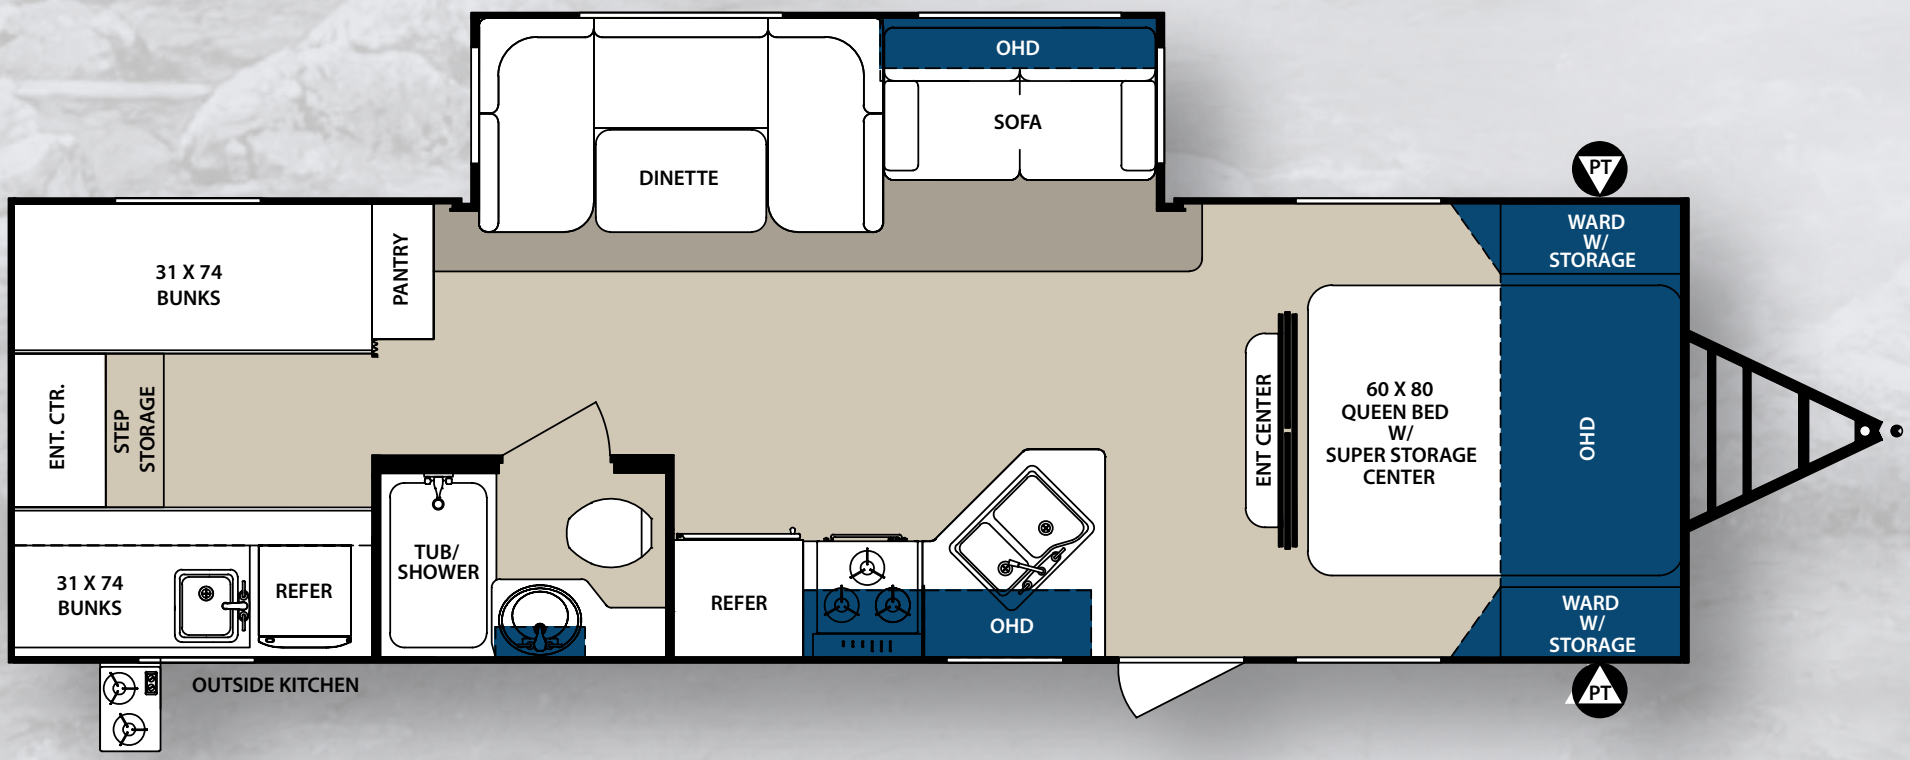 OHD
SOFA
DINETTE
PT
WARD
W/
STORAGE
31 X 74
BUNKS
PANTRY
ENT. CTR.
STEP
STORAGE
ENT CENTER
60 X 80
QUEEN BED
W/
SUPER STORAGE
CENTER
OHD
TUB/
SHOWER
31 X 74
BUNKS
REFER
REFER
OHD
WARD
W/
STORAGE
OUTSIDE KITCHEN
PT